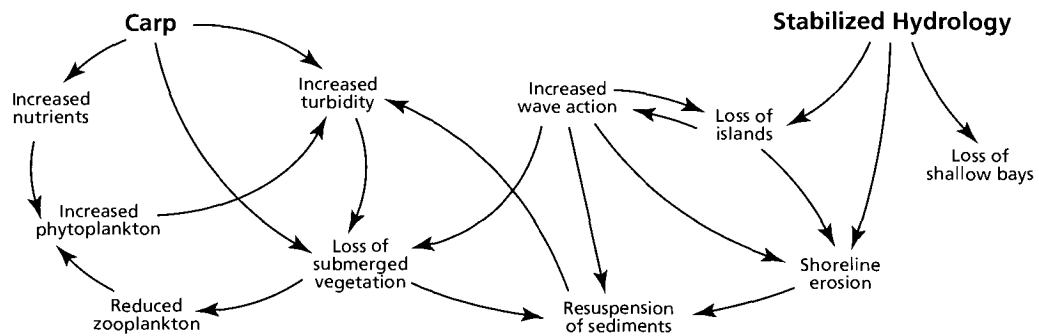 Carp
Stabilized Hydrology
Increased
nutrients
Increased
turbidity
Increased
wave action
Loss of
islands
Loss of
shallow bays
Increased
phytoplankton
Loss of
submerged
vegetation
Shoreline
erosion
Reduced
zooplankton
Resuspension
of sediments